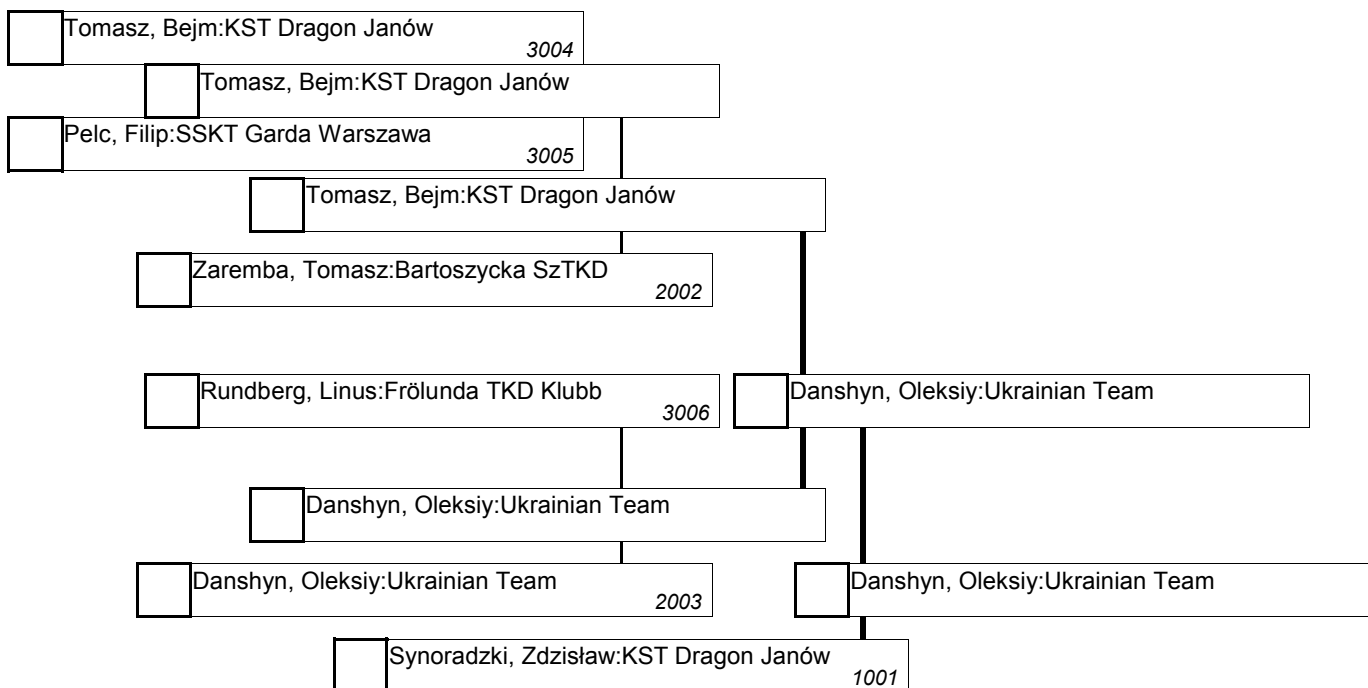 Tomasz, Bejm:KST Dragon Janów
3004
Tomasz, Bejm:KST Dragon Janów
Pelc, Filip:SSKT Garda Warszawa
3005
Tomasz, Bejm:KST Dragon Janów
Zaremba, Tomasz:Bartoszycka SzTKD
2002
Rundberg, Linus:Frölunda TKD Klubb
3006
Danshyn, Oleksiy:Ukrainian Team
Danshyn, Oleksiy:Ukrainian Team
Danshyn, Oleksiy:Ukrainian Team
2003
Danshyn, Oleksiy:Ukrainian Team
Synoradzki, Zdzisław:KST Dragon Janów
1001